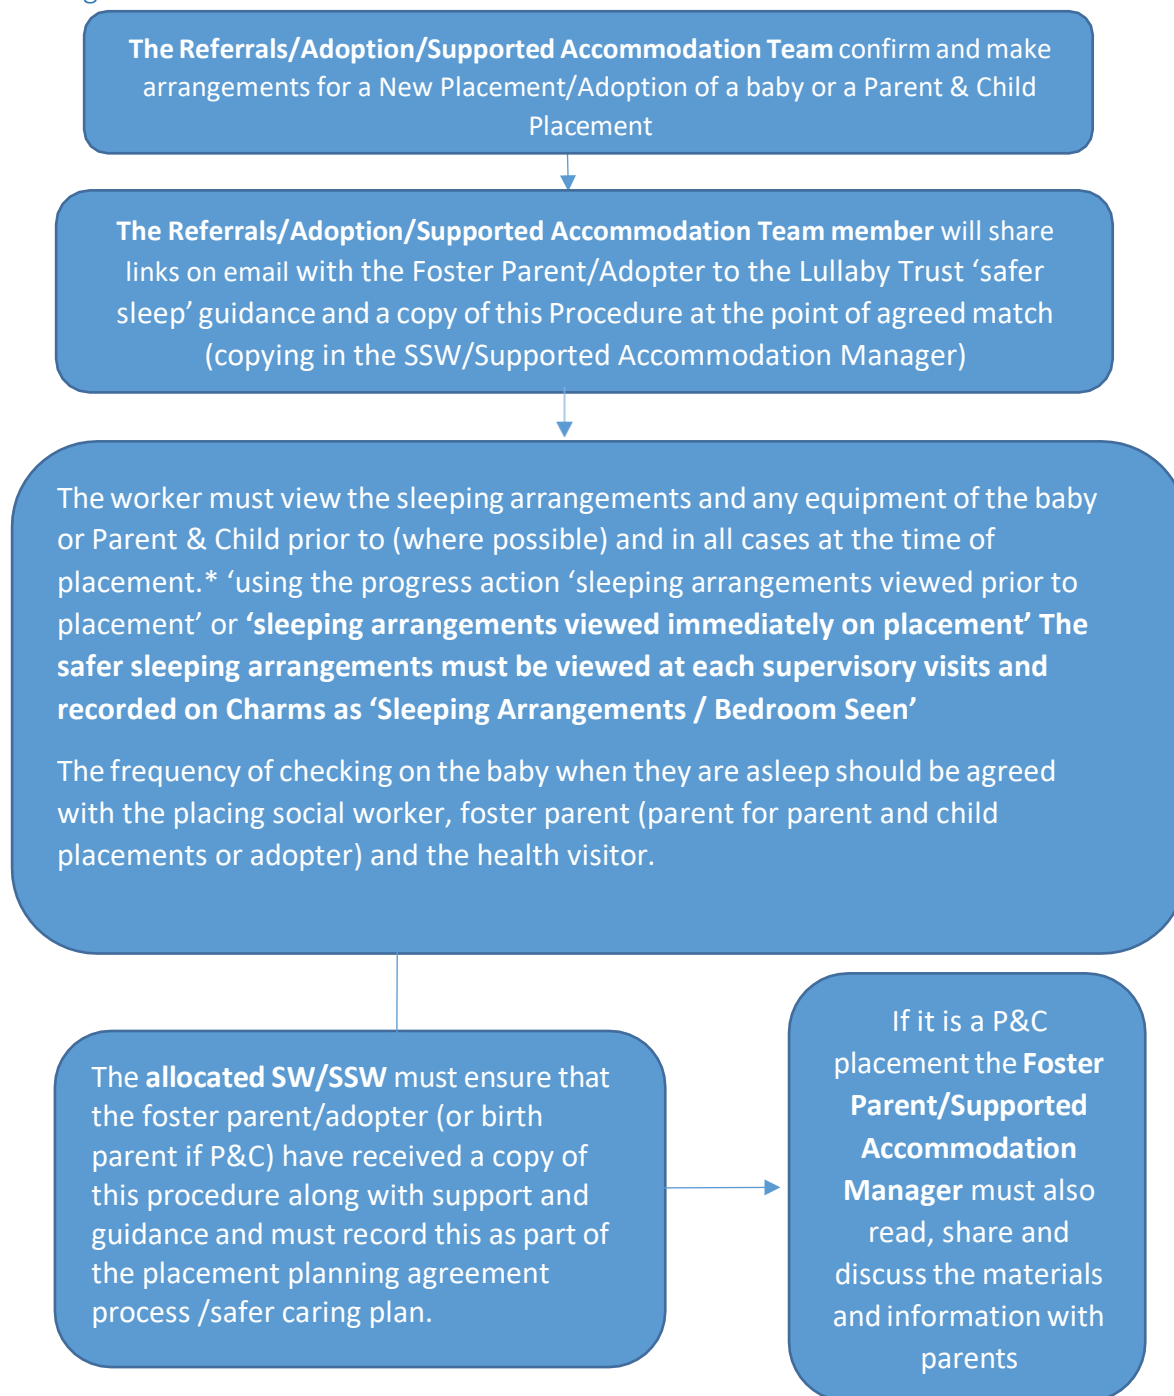 The Referrals/Adoption/Supported Accommodation Team confirm and make
arrangements for a New Placement/Adoption of a baby or a Parent & Child
Placement
The Referrals/Adoption/Supported Accommodation Team member will share
links on email with the Foster Parent/Adopter to the Lullaby Trust ‘safer
sleep’ guidance and a copy of this Procedure at the point of agreed match
(copying in the SSW/Supported Accommodation Manager)
The worker must view the sleeping arrangements and any equipment of the baby
or Parent & Child prior to (where possible) and in all cases at the time of
placement.* ‘using the progress action ‘sleeping arrangements viewed prior to
placement’ or ‘sleeping arrangements viewed immediately on placement’ The
safer sleeping arrangements must be viewed at each supervisory visits and
recorded on Charms as ‘Sleeping Arrangements / Bedroom Seen’
The frequency of checking on the baby when they are asleep should be agreed
with the placing social worker, foster parent (parent for parent and child
placements or adopter) and the health visitor.
The allocated SW/SSW must ensure that
the foster parent/adopter (or birth
parent if P&C) have received a copy of
this procedure along with support and
guidance and must record this as part of
the placement planning agreement
process /safer caring plan.
If it is a P&C
placement the Foster
Parent/Supported
Accommodation
Manager must also
read, share and
discuss the materials
and information with
parents